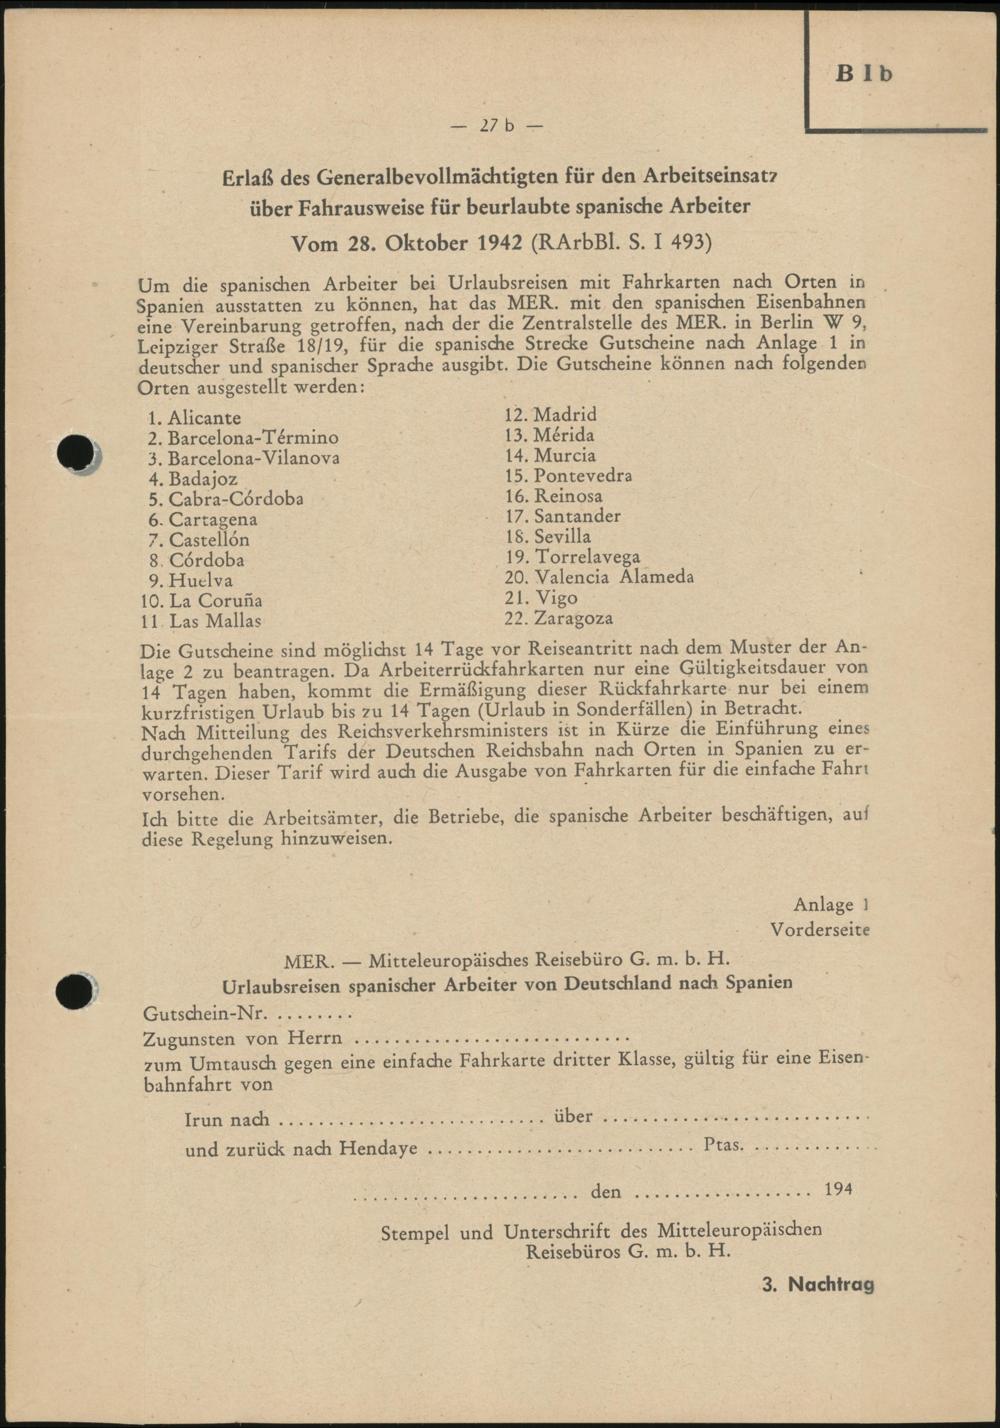 B I b
— 27 b —
Erlaß des Generalbevollmächtigten für den Arbeitseinsatz
über Fahrausweise für beurlaubte spanische Arbeiter
Vom 28. Oktober 1942 (RArbBl. S. I 493)
Um die spanischen Arbeiter bei Urlaubsreisen mit Fahrkarten nach Orten in
Spanien ausstatten zu können, hat das MER. mit den spanischen Eisenbahnen
eine Vereinbarung getroffen, nach der die Zentralstelle des MER. in Berlin W 9,
Leipziger Straße 18/19, für die spanische Strecke Gutscheine nach Anlage 1 in
deutscher und spanischer Sprache ausgibt. Die Gutscheine können nach folgenden
Orten ausgestellt werden:
1. Alicante
2. Barcelona-Término
3. Barcelona-Vilanova
4. Badajoz
5. Cabra-Córdoba
6. Cartagena
7. Castellón
8. Córdoba
9. Huelva
10. La Coruña
11. Las Mallas
12. Madrid
13. Mérida
14. Murcia
15. Pontevedra
16. Reinosa
17. Santander
18. Sevilla
19. Torrelavega
20. Valencia Alameda
21. Vigo
22. Zaragoza
Die Gutscheine sind möglichst 14 Tage vor Reiseantritt nach dem Muster der An-
lage 2 zu beantragen. Da Arbeiterrückfahrkarten nur eine Gültigkeitsdauer von
14 Tagen haben, kommt die Ermäßigung dieser Rückfahrkarte nur bei einem
kurzfristigen Urlaub bis zu 14 Tagen (Urlaub in Sonderfällen) in Betracht.
Nach Mitteilung des Reichsverkehrsministers ist in Kürze die Einführung eines
durchgehenden Tarifs der Deutschen Reichsbahn nach Orten in Spanien zu er-
warten. Dieser Tarif wird auch die Ausgabe von Fahrkarten für die einfache Fahrt
vorsehen.
Ich bitte die Arbeitsämter, die Betriebe, die spanische Arbeiter beschäftigen, auf
diese Regelung hinzuweisen.
Anlage 1
Vorderseite
MER. — Mitteleuropäisches Reisebüro G. m. b. H.
Urlaubsreisen spanischer Arbeiter von Deutschland nach Spanien
Gutschein-Nr. ........
Zugunsten von Herrn ............................
zum Umtausch gegen eine einfache Fahrkarte dritter Klasse, gültig für eine Eisen-
bahnfahrt von
Irun nach ........................... über ...........................
und zurück nach Hendaye ........................... Ptas. .............
....................... den .................. 194
Stempel und Unterschrift des Mitteleuropäischen
Reisebüros G. m. b. H.
3. Nachtrag